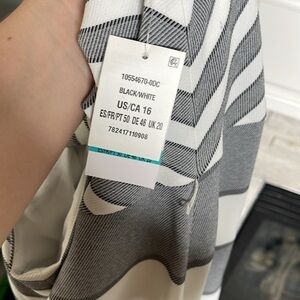 10554670-0DC
BLACK/WHITE
US/CA 16
ES/FR/PT 50 DE 46 UK 20
782417110908